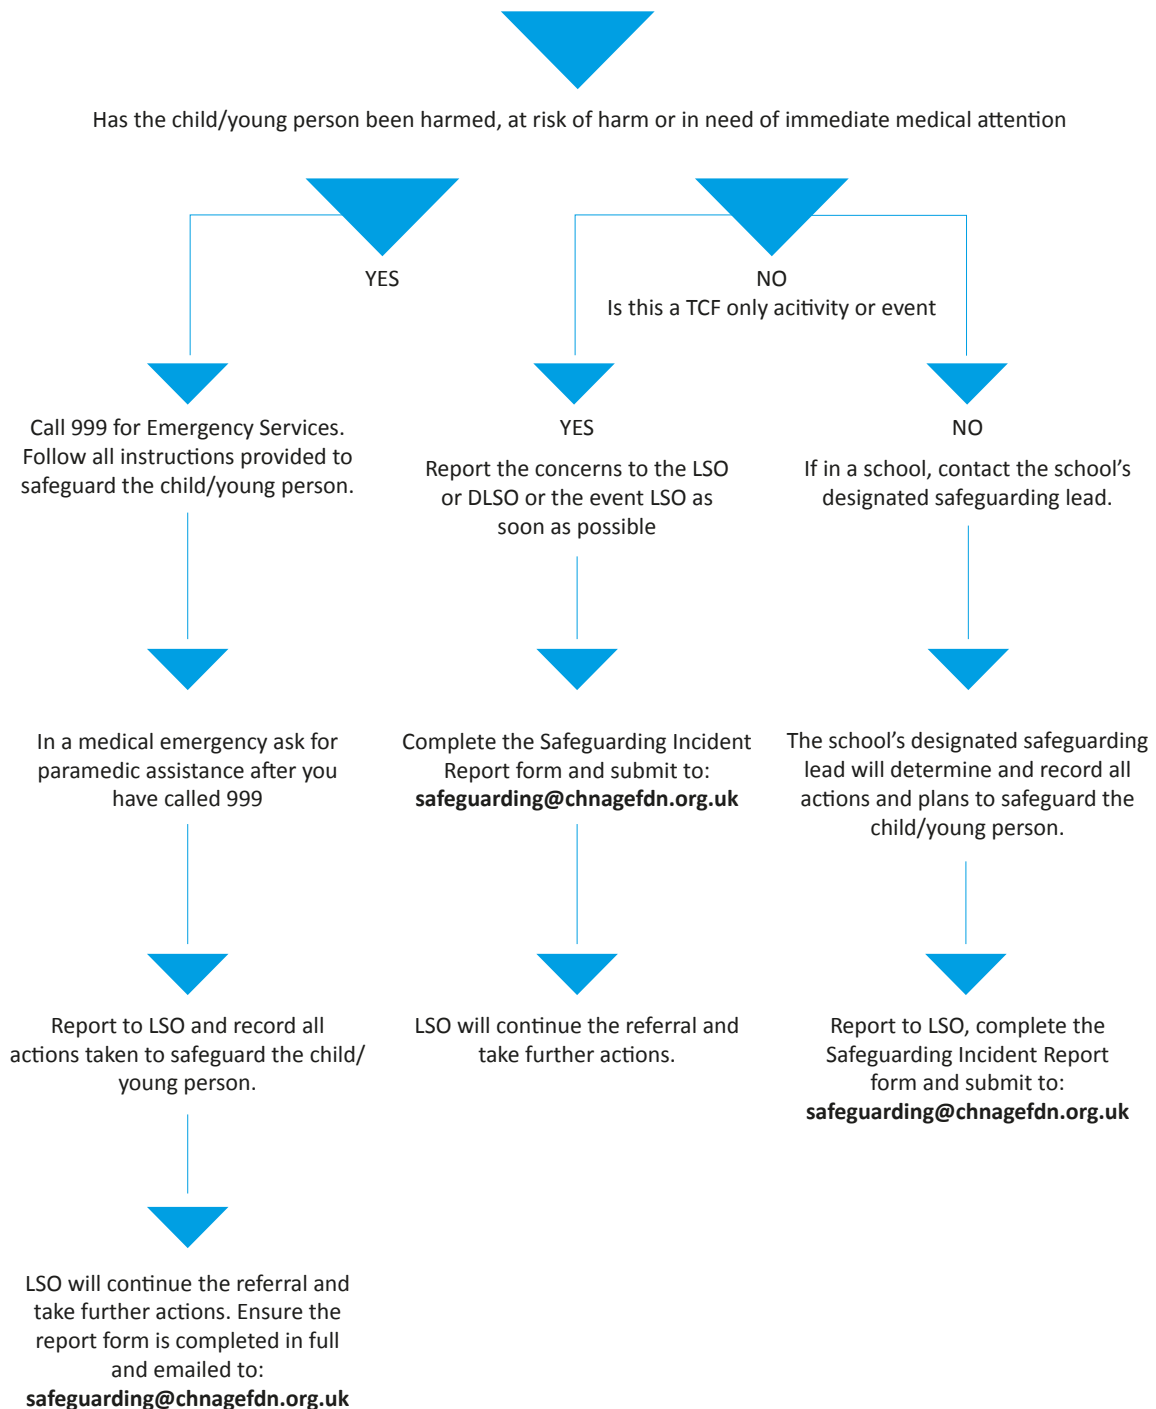 Has the child/young person been harmed, at risk of harm or in need of immediate medical attention
YES
NO
Is this a TCF only acitivity or event
Call 999 for Emergency Services.
Follow all instructions provided to
safeguard the child/young person.
In a medical emergency ask for
paramedic assistance after you
have called 999
Report to LSO and record all
actions taken to safeguard the child/
young person.
LSO will continue the referral and
take further actions. Ensure the
report form is completed in full
and emailed to:
safeguarding@chnagefdn.org.uk
YES
Report the concerns to the LSO
or DLSO or the event LSO as
soon as possible
Complete the Safeguarding Incident
Report form and submit to:
safeguarding@chnagefdn.org.uk
LSO will continue the referral and
take further actions.
NO
If in a school, contact the school’s
designated safeguarding lead.
The school’s designated safeguarding
lead will determine and record all
actions and plans to safeguard the
child/young person.
Report to LSO, complete the
Safeguarding Incident Report
form and submit to:
safeguarding@chnagefdn.org.uk